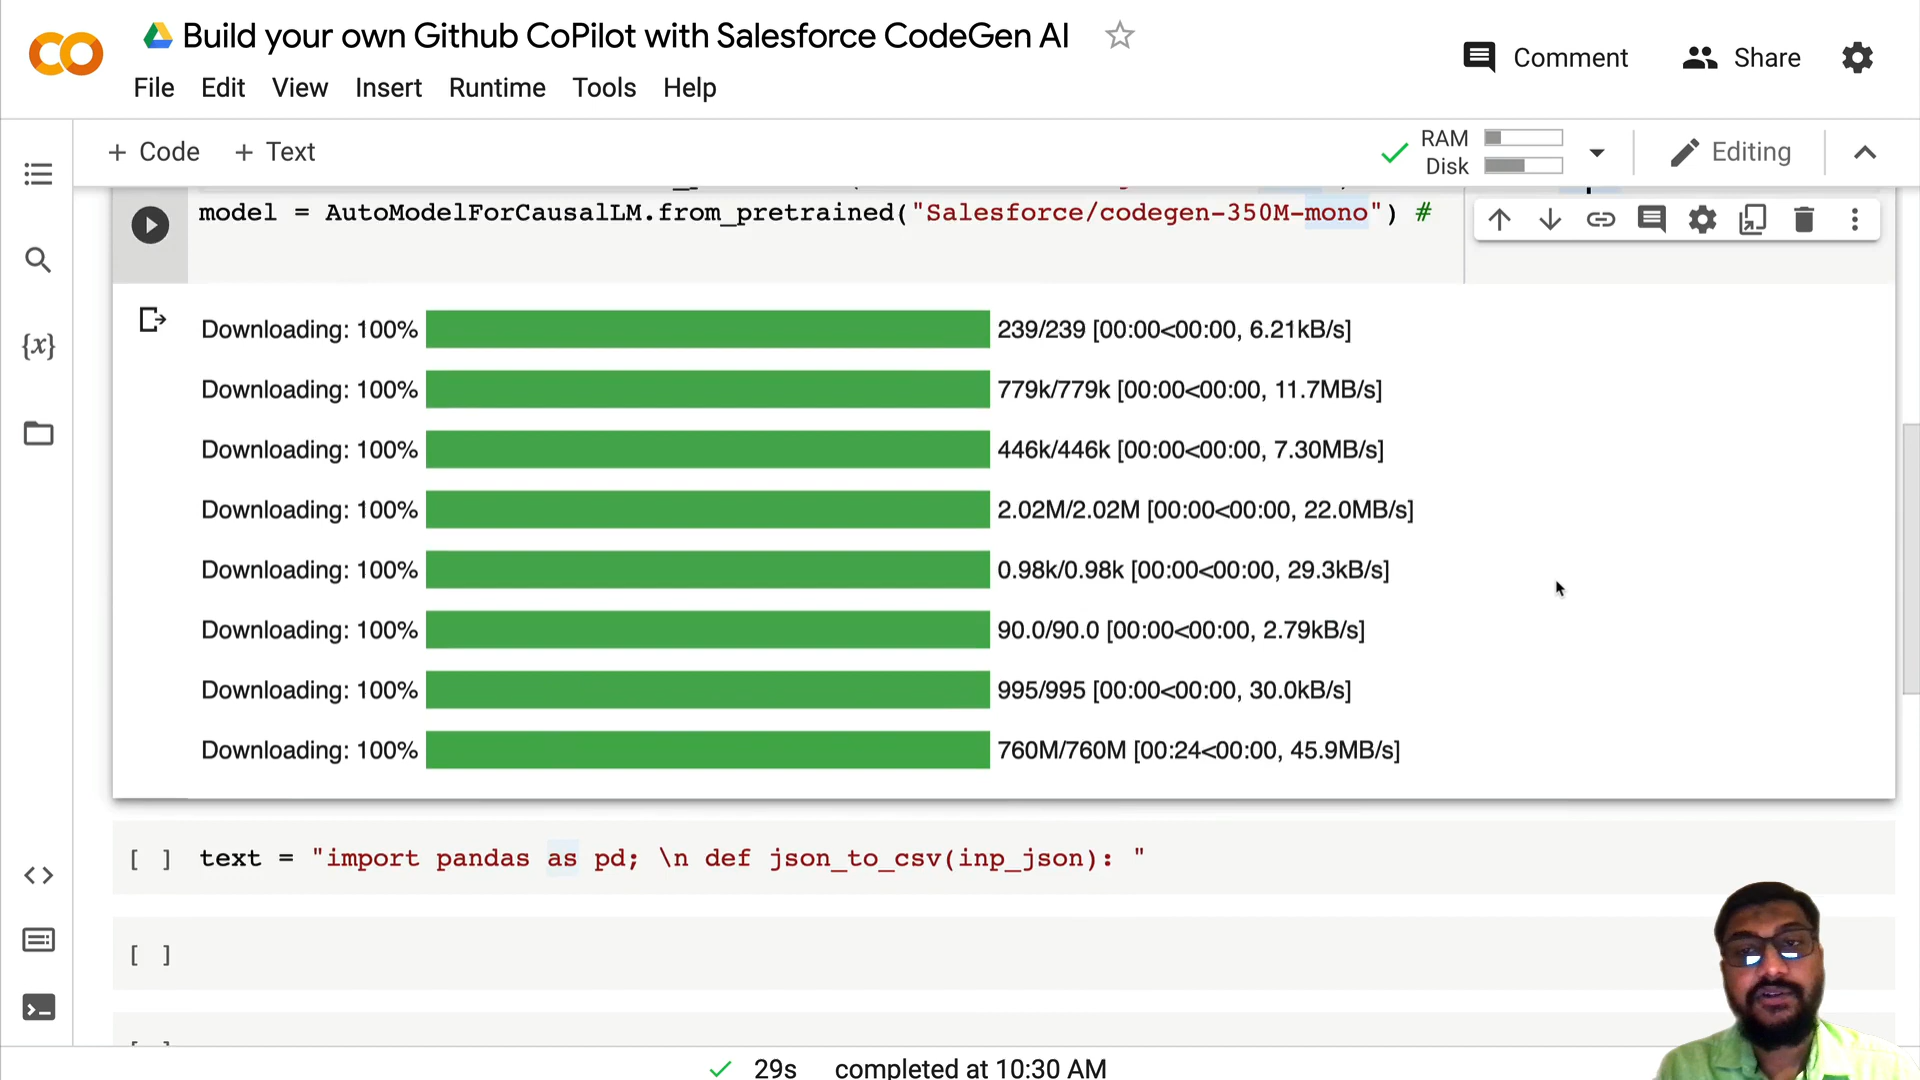 Build your own Github CoPilot with Salesforce CodeGen AI
Comment
Share
File Edit View Insert Runtime Tools Help
+ Code + Text
RAM
Disk
Editing
{x}
model = AutoModelForCausalLM.from_pretrained("Salesforce/codegen-350M-mono") #
Downloading: 100% 239/239 [00:00<00:00, 6.21kB/s]
Downloading: 100% 779k/779k [00:00<00:00, 11.7MB/s]
Downloading: 100% 446k/446k [00:00<00:00, 7.30MB/s]
Downloading: 100% 2.02M/2.02M [00:00<00:00, 22.0MB/s]
Downloading: 100% 0.98k/0.98k [00:00<00:00, 29.3kB/s]
Downloading: 100% 90.0/90.0 [00:00<00:00, 2.79kB/s]
Downloading: 100% 995/995 [00:00<00:00, 30.0kB/s]
Downloading: 100% 760M/760M [00:24<00:00, 45.9MB/s]
[ ] text = "import pandas as pd; \n def json_to_csv(inp_json): "
[ ]
29s completed at 10:30 AM